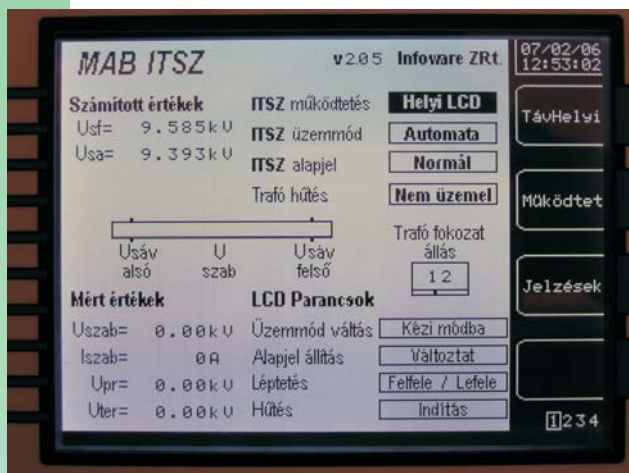 MAB ITSZ
v2.05 Infoware ZRt.
07/02/06
12:53:02
Számított értékek
Usf= 9.585kV
Usa= 9.393kV
ITSZ működtetés Helyi LCD
ITSZ üzemmód Automata
ITSZ alapjel Normál
Trafó hűtés Nem üzemel
Usáv alsó
U szab
Usáv felső
Trafó fokozat
állás
12
Mért értékek
Uszab= 0.00kV
Iszab= 0A
Upr= 0.00kV
Uter= 0.00kV
LCD Parancsok
Üzemmód váltás Kézi módba
Alapjel állítás Változtat
Léptetés Felfele / Lefele
Hűtés Indítás
TávHelyi
Működtet
Jelzések
1234